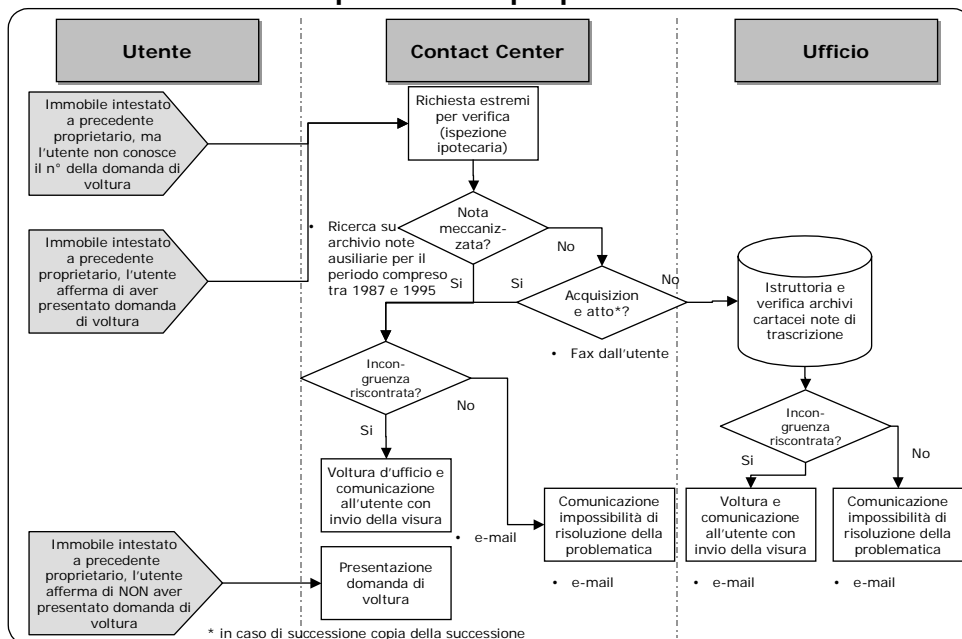 Utente
Contact Center
Ufficio
Immobile intestato
a precedente
proprietario, ma
l'utente non conosce
il n° della domanda di
voltura
Richiesta estremi
per verifica
(ispezione
ipotecaria)
Immobile intestato
a precedente
proprietario, l'utente
afferma di aver
presentato domanda
di voltura
• Ricerca su
archivio note
ausiliarie per il
periodo compreso
tra 1987 e 1995
Nota
meccaniz-
zata?
No
Si
Si
Acquisizion
e atto*?
No
• Fax dall'utente
Istruttoria e
verifica archivi
cartacei note di
trascrizione
Incon-
gruenza
riscontrata?
No
Si
Incon-
gruenza
riscontrata?
Si
No
Voltura d'ufficio e
comunicazione
all'utente con
invio della visura
• e-mail
Comunicazione
impossibilità di
risoluzione della
problematica
• e-mail
Voltura e
comunicazione
all'utente con
invio della visura
• e-mail
Comunicazione
impossibilità di
risoluzione della
problematica
• e-mail
Immobile intestato
a precedente
proprietario, l'utente
afferma di NON aver
presentato domanda di
voltura
Presentazione
domanda di
voltura
* in caso di successione copia della successione